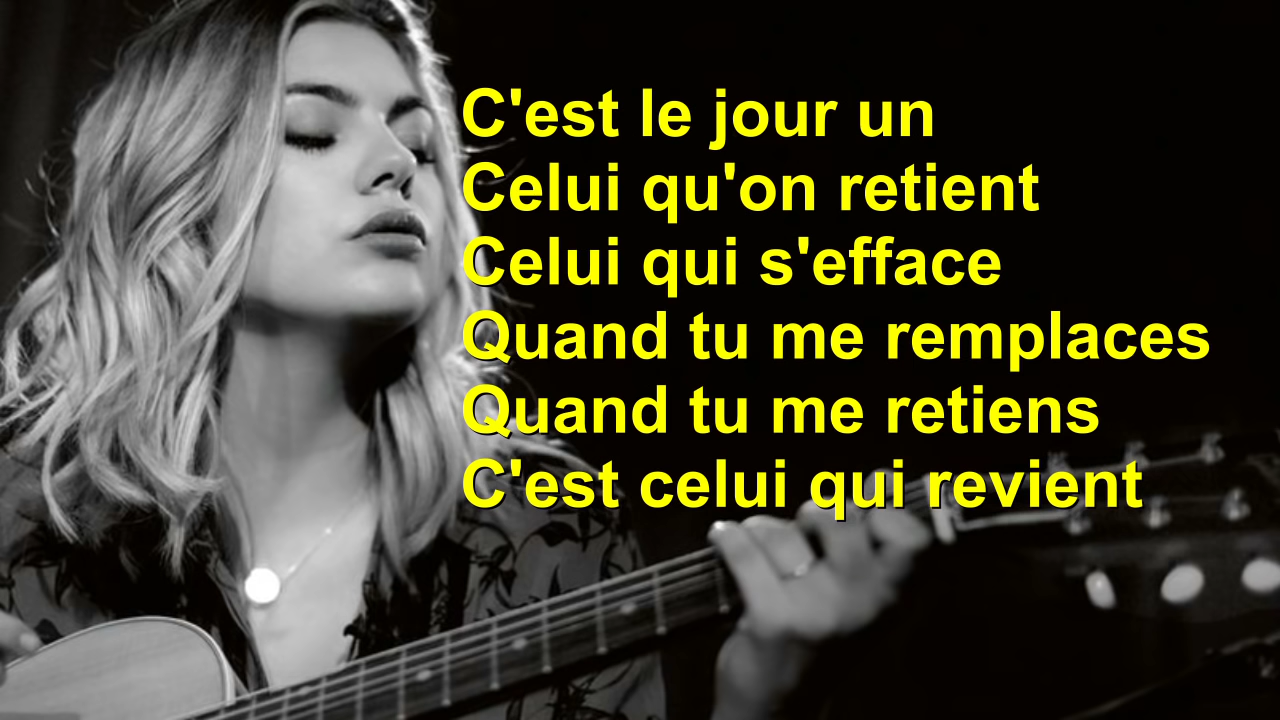 C'est le jour un
Celui qu'on retient
Celui qui s'efface
Quand tu me remplaces
Quand tu me retiens
C'est celui qui revient